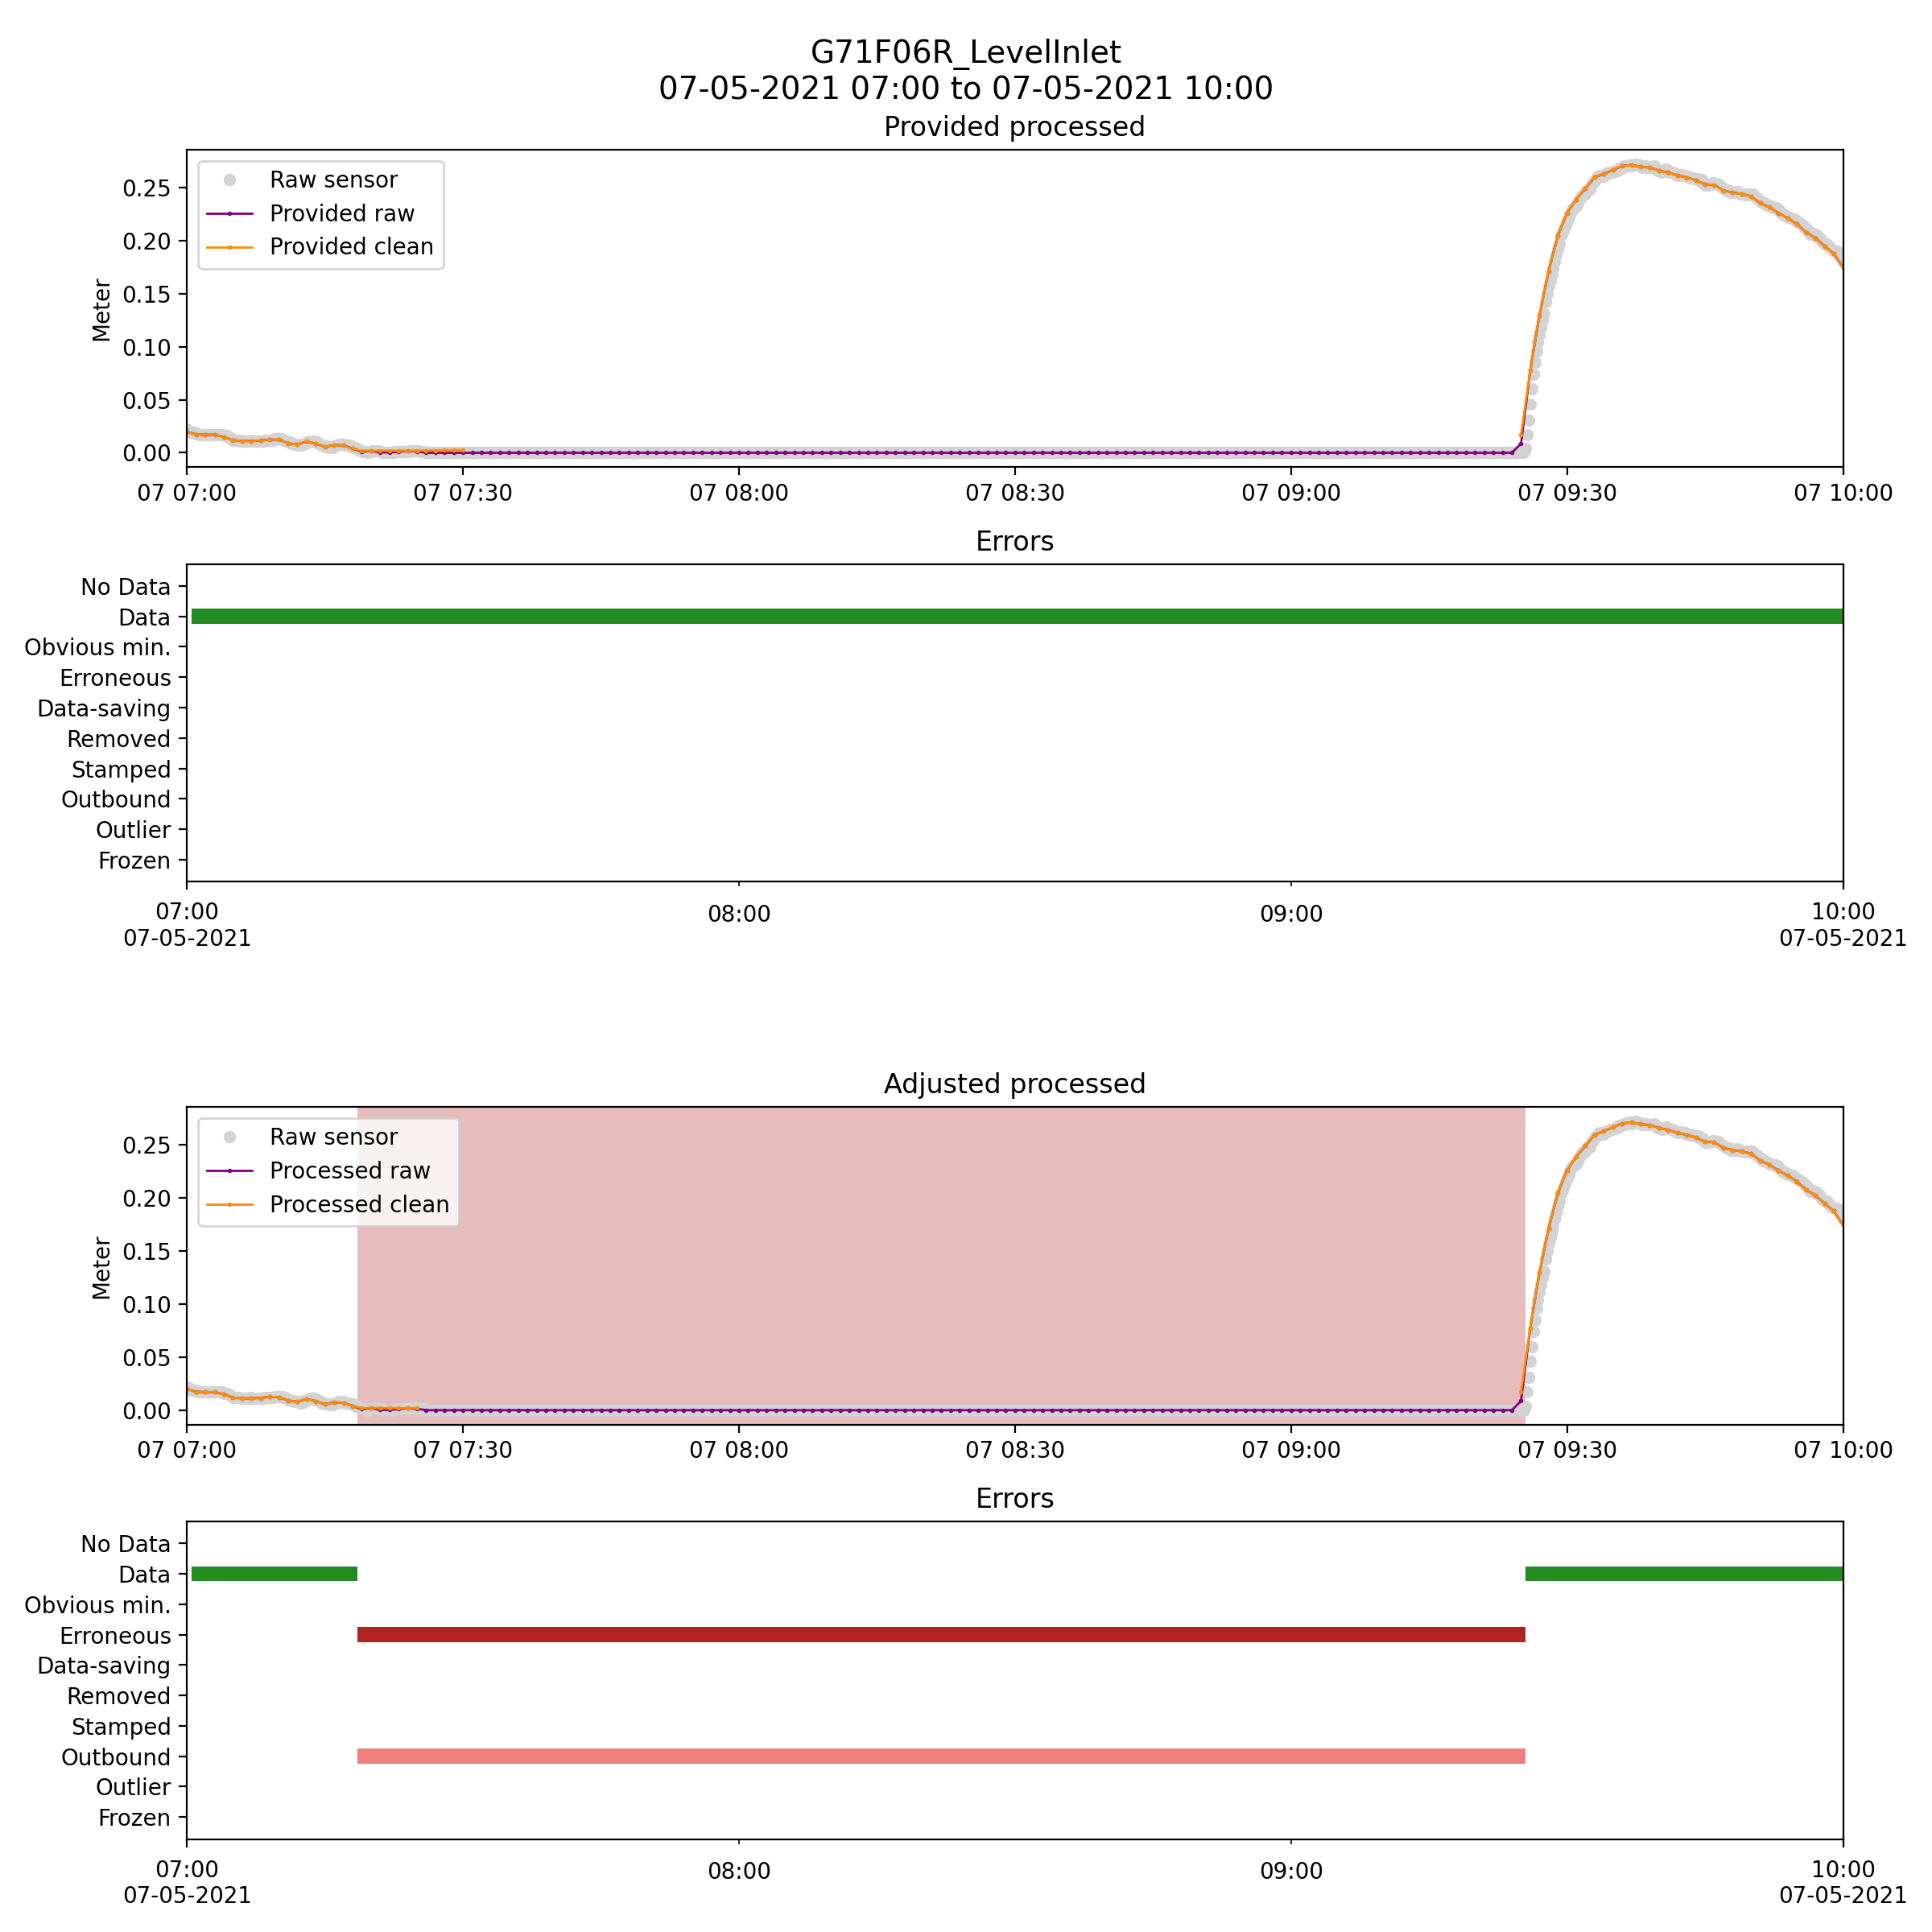 G71F06R_LevelInlet
07-05-2021 07:00 to 07-05-2021 10:00
Provided processed
Raw sensor
Provided raw
Provided clean
Meter
0.25
0.20
0.15
0.10
0.05
0.00
07 07:00 07 07:30 07 08:00 07 08:30 07 09:00 07 09:30 07 10:00
Errors
No Data
Data
Obvious min.
Erroneous
Data-saving
Removed
Stamped
Outbound
Outlier
Frozen
07:00 08:00 09:00 10:00
07-05-2021 07-05-2021
Adjusted processed
Raw sensor
Processed raw
Processed clean
Meter
0.25
0.20
0.15
0.10
0.05
0.00
07 07:00 07 07:30 07 08:00 07 08:30 07 09:00 07 09:30 07 10:00
Errors
No Data
Data
Obvious min.
Erroneous
Data-saving
Removed
Stamped
Outbound
Outlier
Frozen
07:00 08:00 09:00 10:00
07-05-2021 07-05-2021